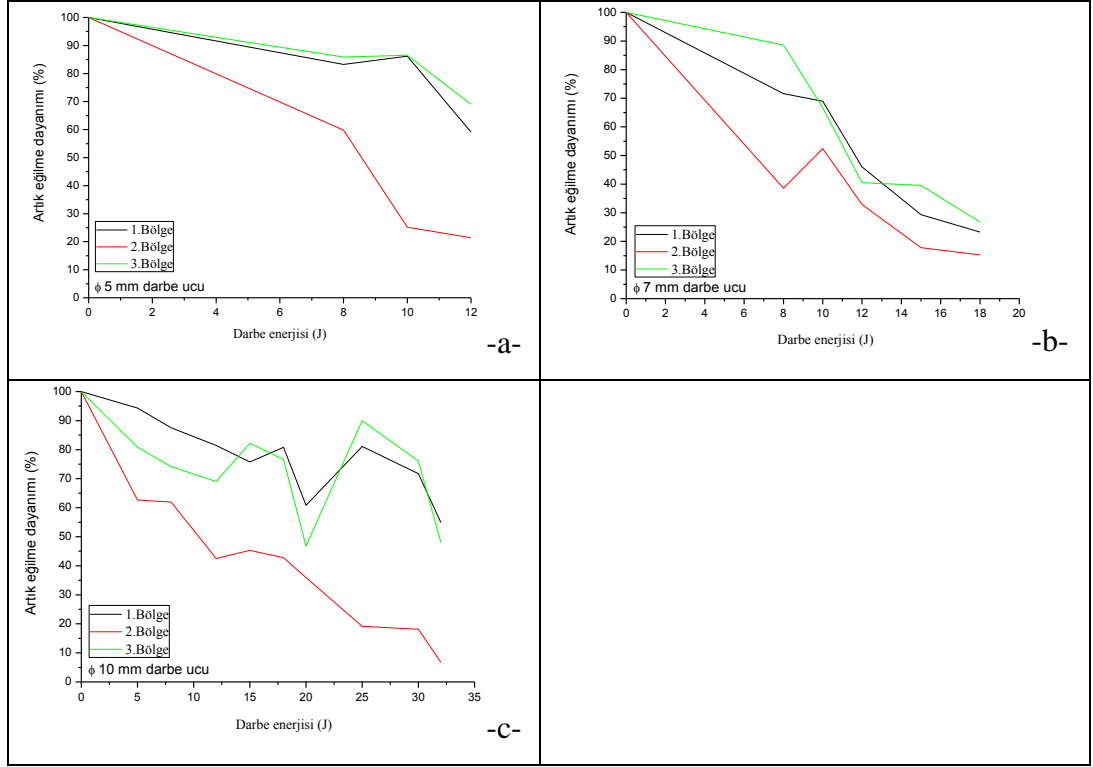 100
90
80
70
60
50
40
30
20
10
0
Artık eğilme dayanımı (%)
1.Bölge
2.Bölge
3.Bölge
ϕ 5 mm darbe ucu
0 2 4 6 8 10 12
Darbe enerjisi (J)
-a-
100
90
80
70
60
50
40
30
20
10
0
Artık eğilme dayanımı (%)
1.Bölge
2.Bölge
3.Bölge
ϕ 7 mm darbe ucu
0 2 4 6 8 10 12 14 16 18 20
Darbe enerjisi (J)
-b-
100
90
80
70
60
50
40
30
20
10
0
Artık eğilme dayanımı (%)
1.Bölge
2.Bölge
3.Bölge
ϕ 10 mm darbe ucu
0 5 10 15 20 25 30 35
Darbe enerjisi (J)
-c-